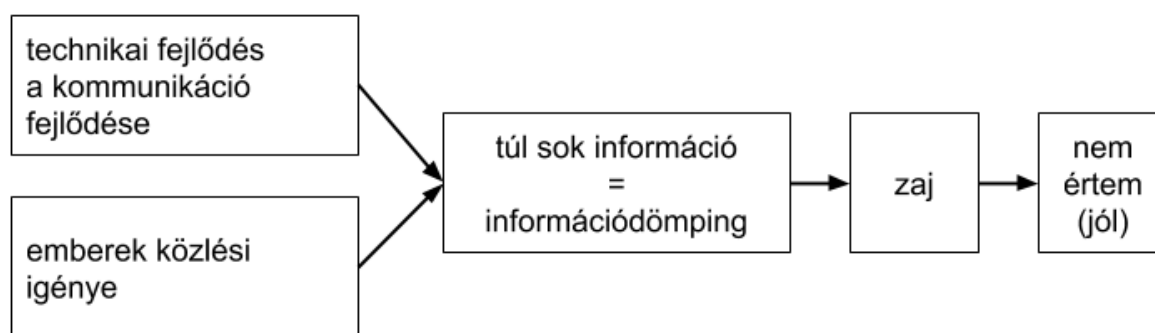 technikai fejlődés
a kommunikáció
fejlődése
emberek közlési
igénye
túl sok információ
=
információdömping
zaj
nem
értem
(jól)